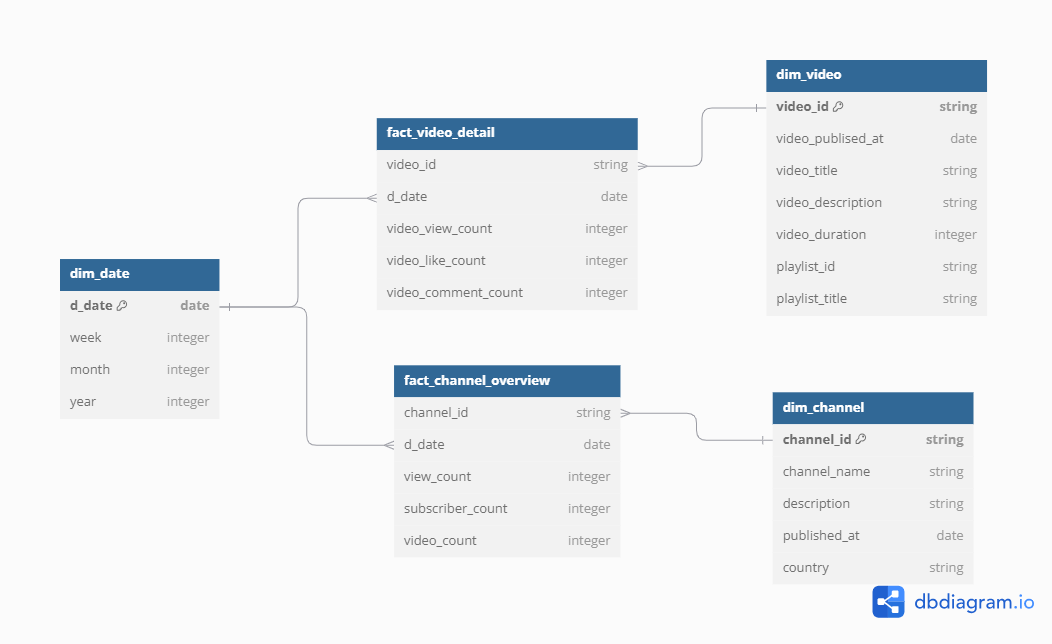 dim_video
video_id string
video_publised_at date
video_title string
video_description string
video_duration integer
playlist_id string
playlist_title string
fact_video_detail
video_id string
d_date date
video_view_count integer
video_like_count integer
video_comment_count integer
dim_date
d_date date
week integer
month integer
year integer
fact_channel_overview
channel_id string
d_date date
view_count integer
subscriber_count integer
video_count integer
dim_channel
channel_id string
channel_name string
description string
published_at date
country string
dbdiagram.io